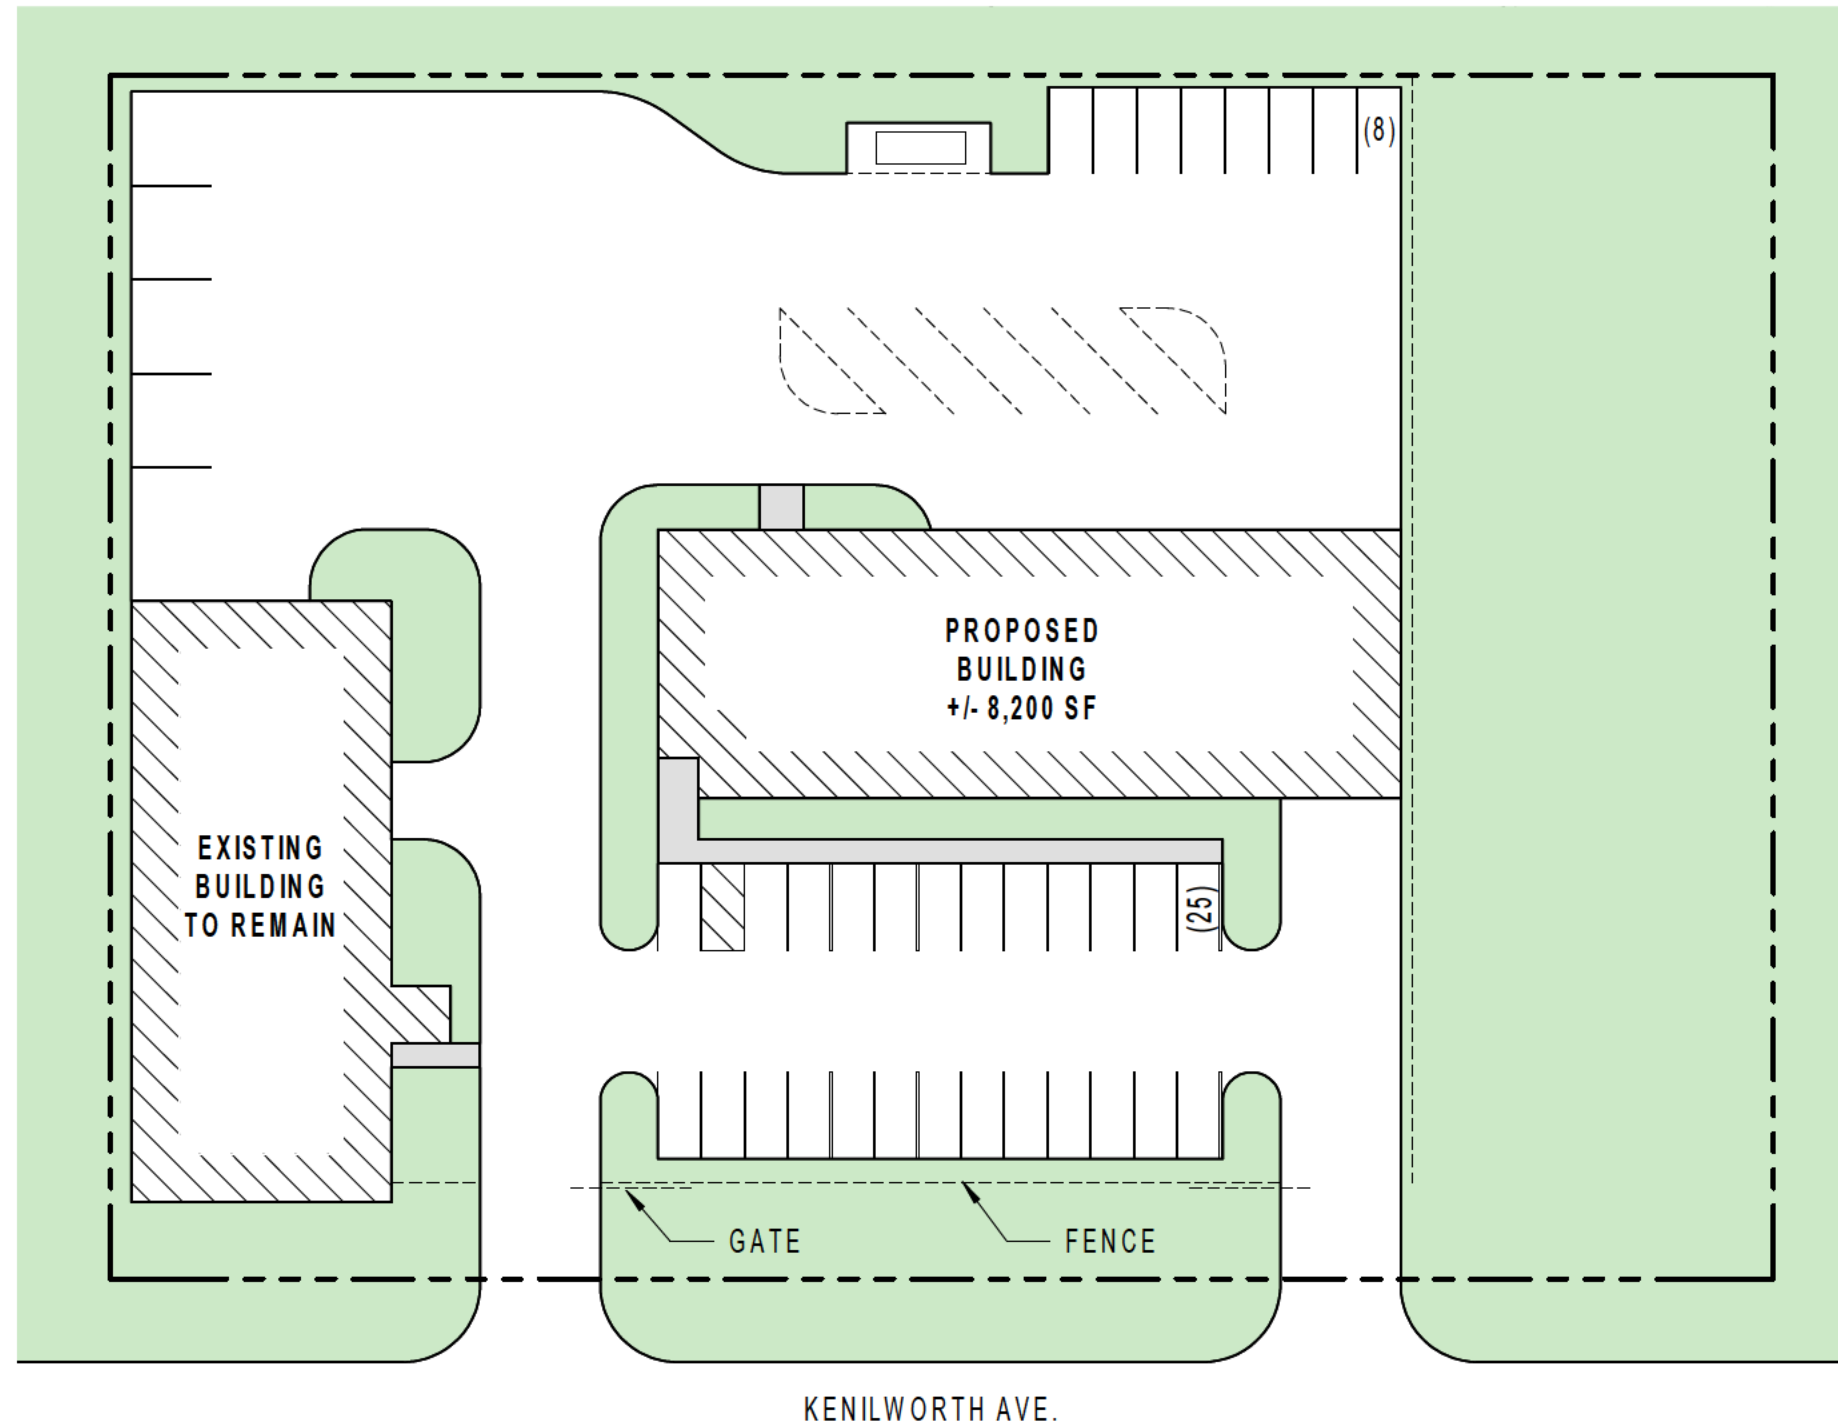 (8)
PROPOSED
BUILDING
+/- 8,200 SF
EXISTING
BUILDING
TO REMAIN
(25)
GATE
FENCE
KENILWORTH AVE.